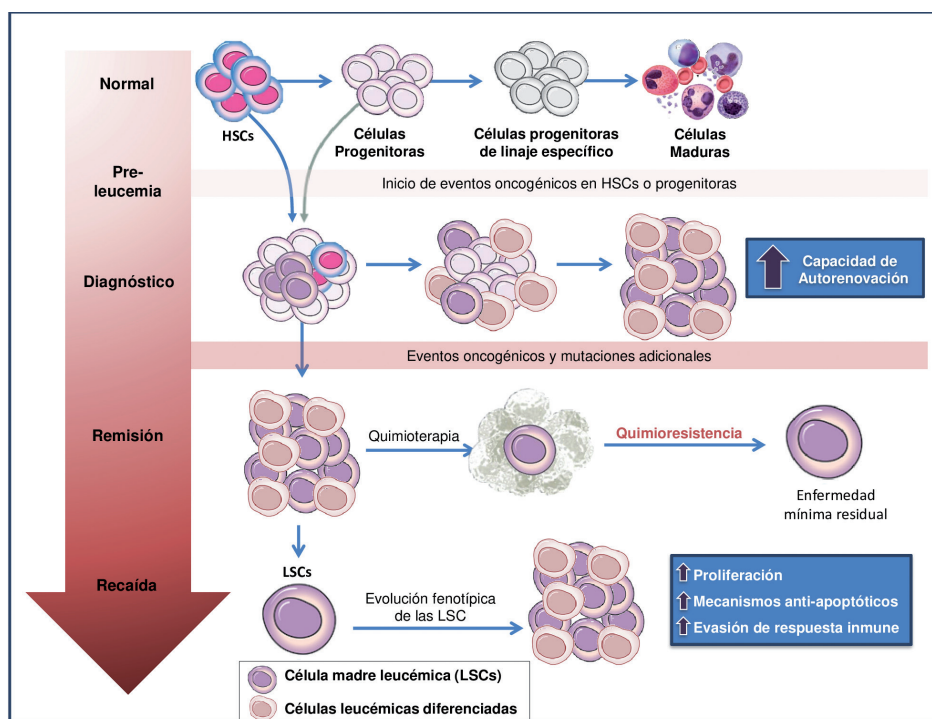 Normal
HSCs
Células
Progenitoras
Células progenitoras
de linaje específico
Células
Maduras
Pre-
leucemia
Inicio de eventos oncogénicos en HSCs o progenitoras
Diagnóstico
Capacidad de
Autorenovación
Eventos oncogénicos y mutaciones adicionales
Remisión
Quimioterapia
Quimioresistencia
Enfermedad
mínima residual
Recaída
LSCs
Evolución fenotípica
de las LSC
Proliferación
Mecanismos anti-apoptóticos
Evasión de respuesta inmune
Célula madre leucémica (LSCs)
Células leucémicas diferenciadas